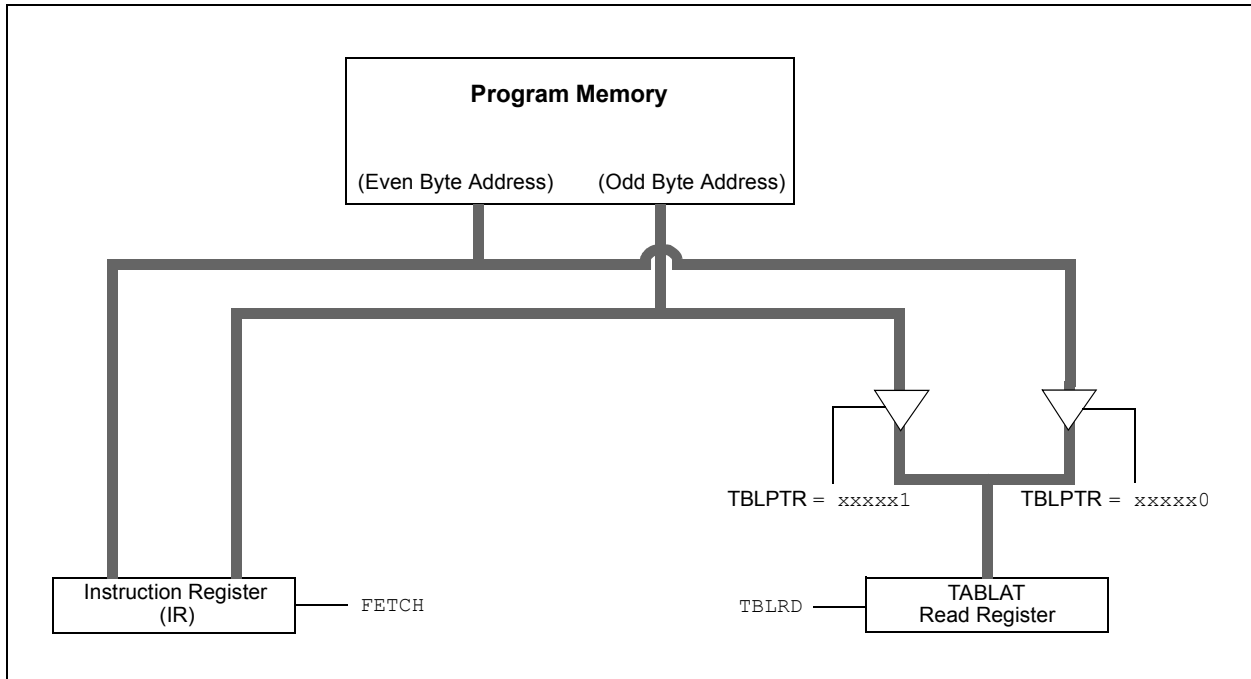 Program Memory
(Even Byte Address) (Odd Byte Address)
TBLPTR = xxxxx1 TBLPTR = xxxxx0
Instruction Register
(IR)
FETCH
TBLRD
TABLAT
Read Register